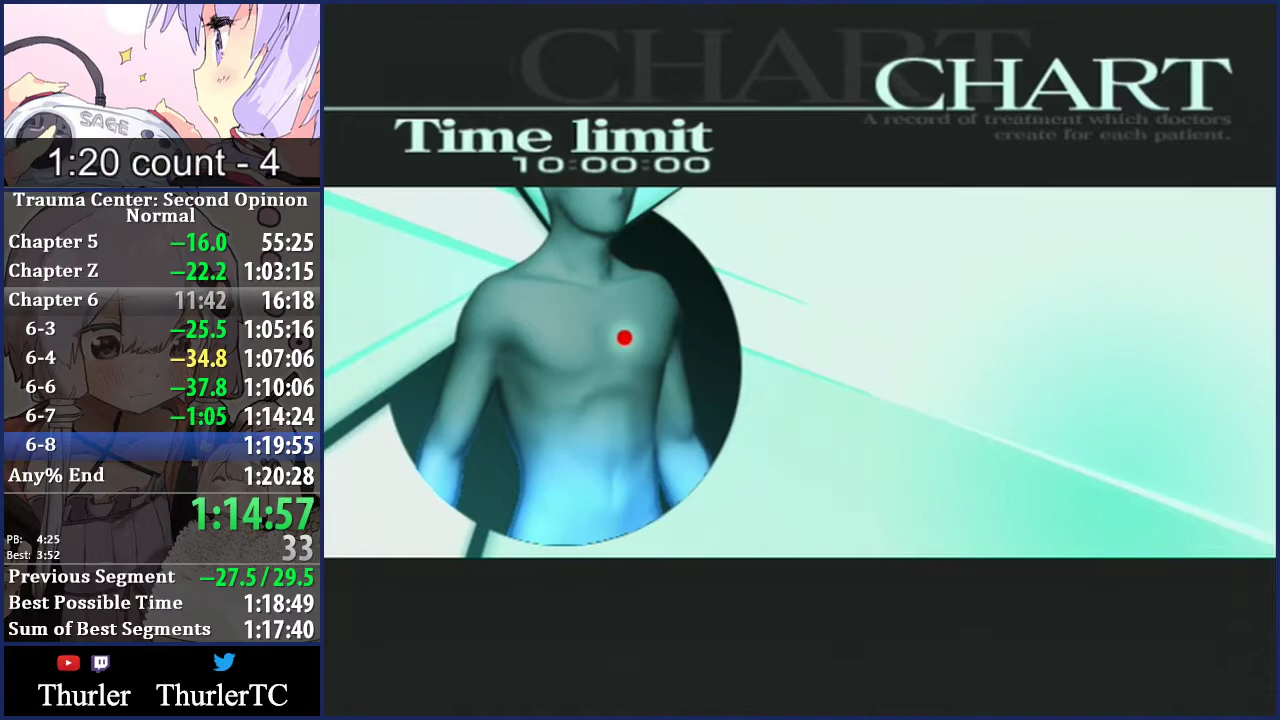 SAGE
1:20 count - 4
Trauma Center: Second Opinion
Normal
Chapter 5 −16.0 55:25
Chapter Z −22.2 1:03:15
Chapter 6 11:42 16:18
6-3 −25.5 1:05:16
6-4 −34.8 1:07:06
6-6 −37.8 1:10:06
6-7 −1:05 1:14:24
6-8 1:19:55
Any% End 1:20:28
1:14:57
PB: 4:25
Best: 3:52
33
Previous Segment −27.5 / 29.5
Best Possible Time 1:18:49
Sum of Best Segments 1:17:40
Thurler ThurlerTC
CHART
CHART
A record of treatment which doctors
create for each patient.
Time limit
10:00:00